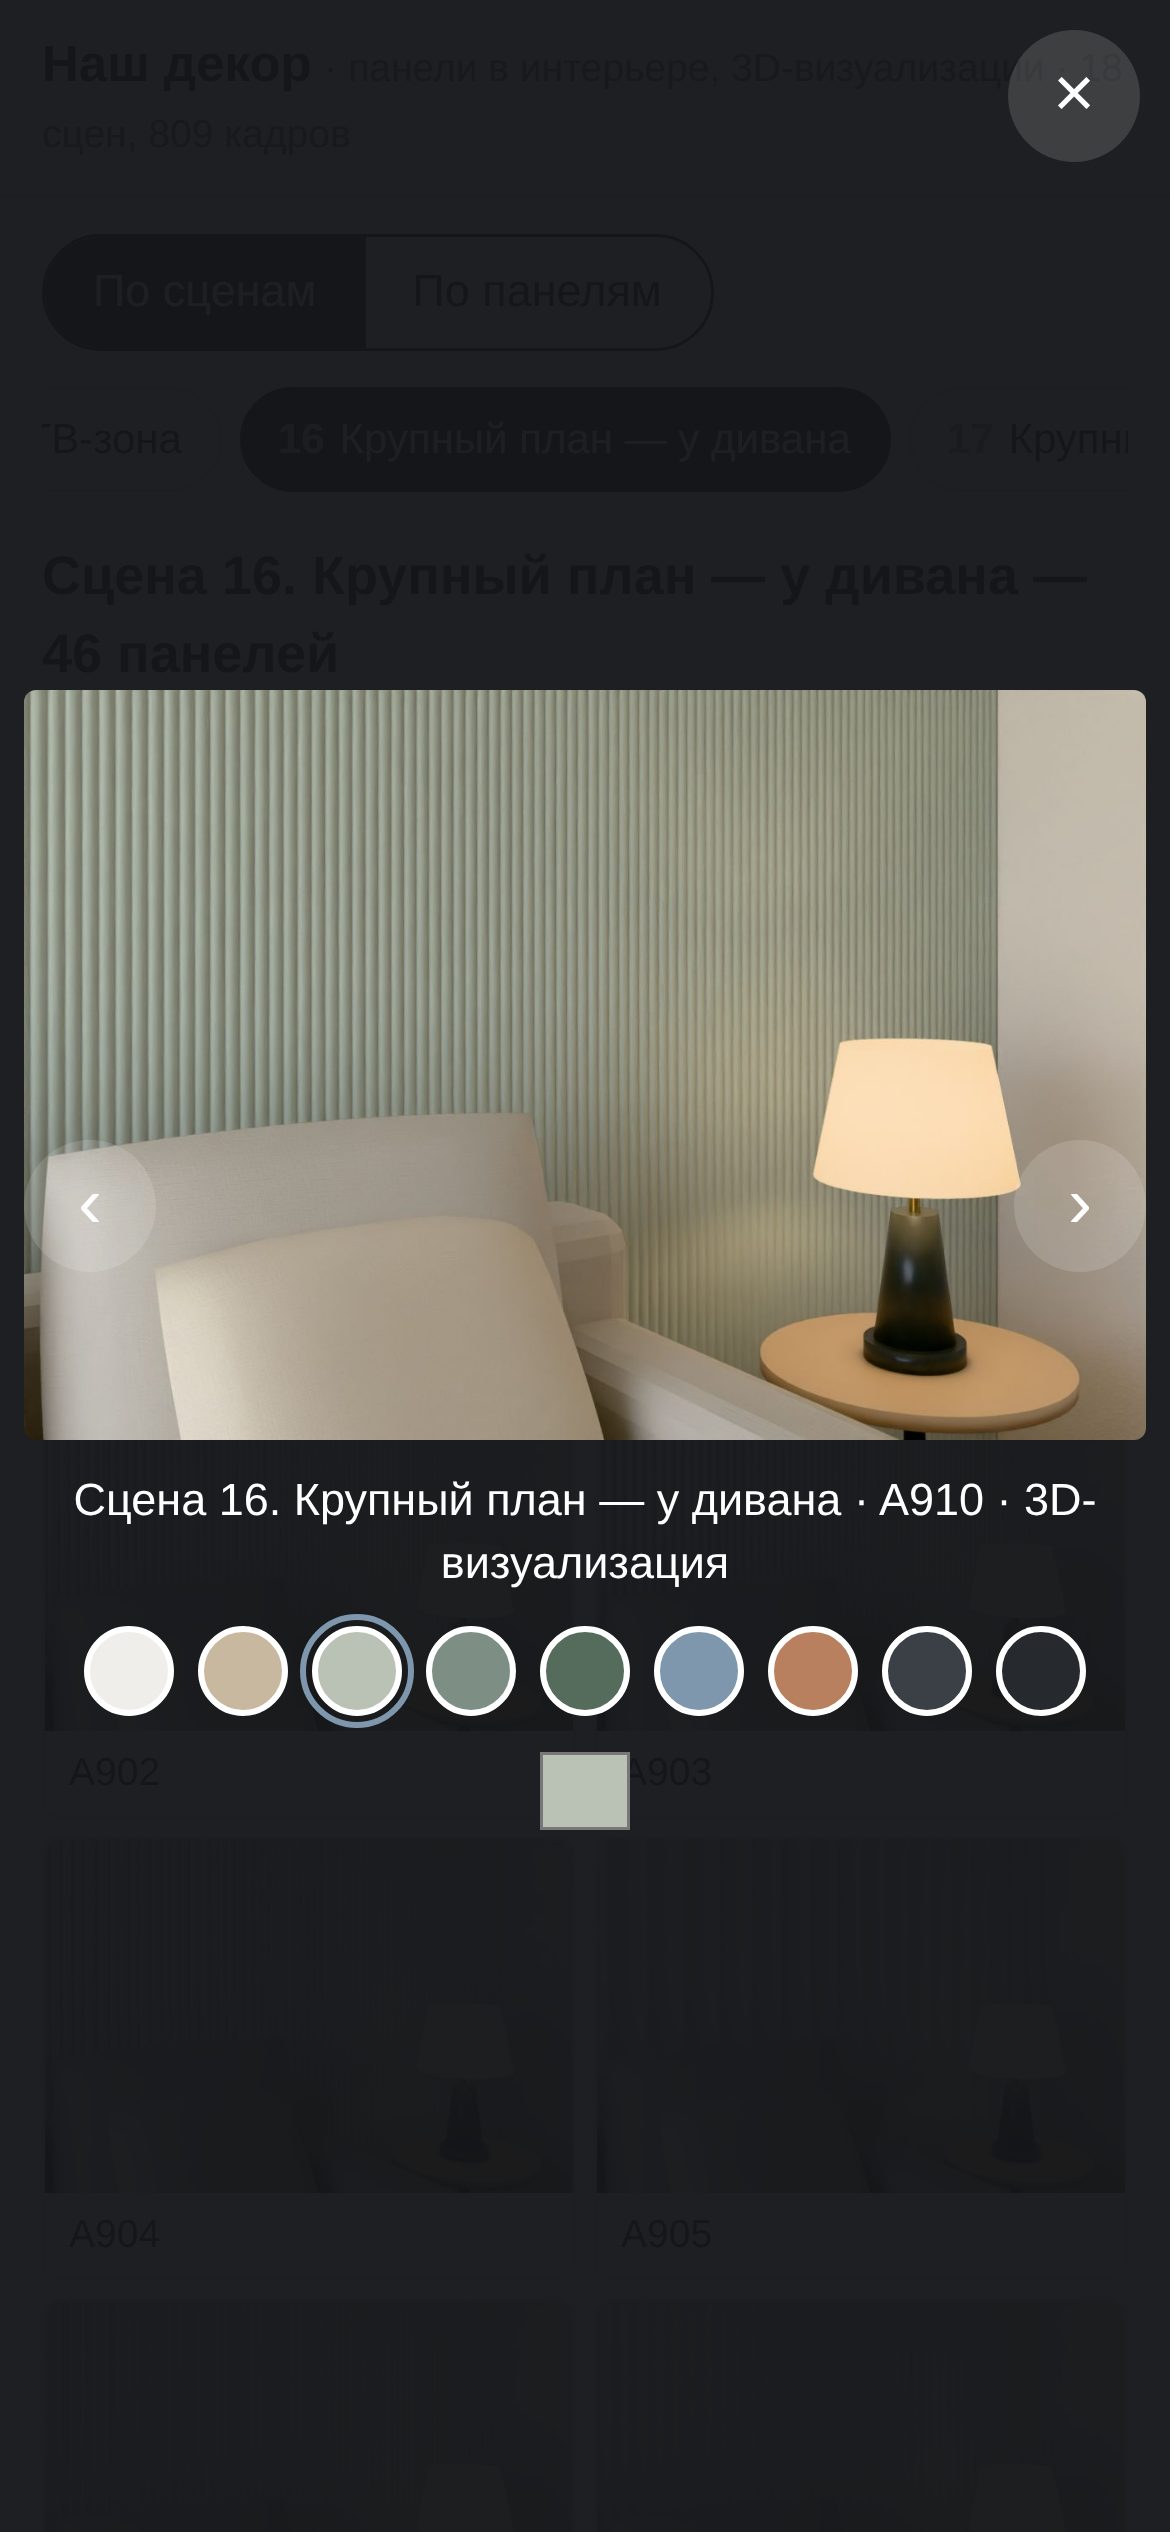 Наш декор · панели в интерьере, 3D-визуализации · 18
сцен, 809 кадров
×
По сценам По панелям
ТВ-зона 16 Крупный план — у дивана 17 Крупн
Сцена 16. Крупный план — у дивана —
46 панелей
‹ ›
Сцена 16. Крупный план — у дивана · A910 · 3D-
визуализация
A902 A903
A904 A905